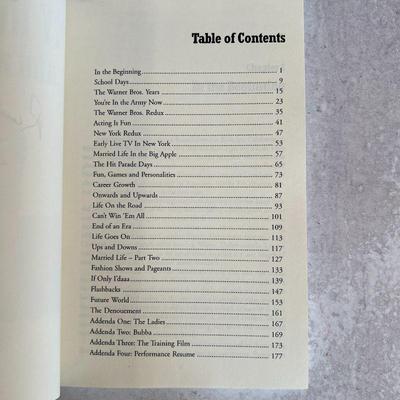 Table of Contents
In the Beginning 1
School Days 9
The Warner Bros. Years 15
You're In the Army Now 23
The Warner Bros. Redux 35
Acting Is Fun 41
New York Redux 47
Early Live TV In New York 53
Married Life In the Big Apple 57
The Hit Parade Days 65
Fun, Games and Personalities 73
Career Growth 81
Onwards and Upwards 87
Life On the Road 93
Can't Win 'Em All 101
End of an Era 109
Life Goes On 113
Ups and Downs 117
Married Life – Part Two 127
Fashion Shows and Pageants 133
If Only I'daaa 139
Flashbacks 147
Future World 153
The Denouement 161
Addenda One: The Ladies 167
Addenda Two: Bubba 169
Addenda Three: The Training Film 173
Addenda Four: Performance Resume 177